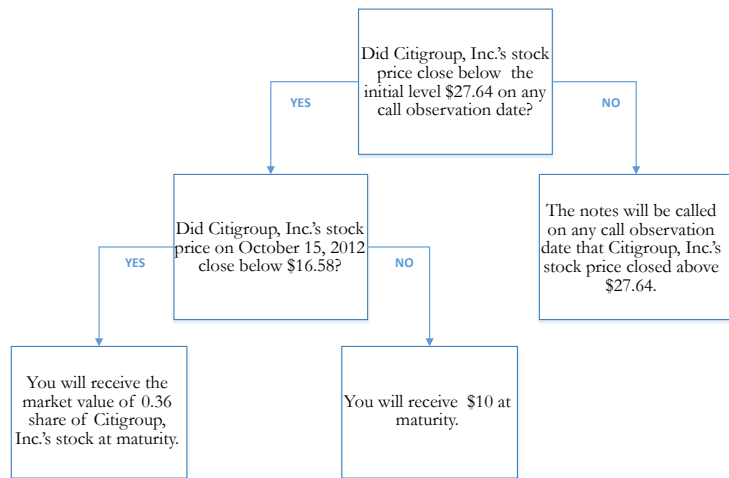 Did Citigroup, Inc.'s stock
price close below the
initial level $27.64 on any
call observation date?
YES
NO
Did Citigroup, Inc.'s stock
price on October 15, 2012
close below $16.58?
The notes will be called
on any call observation
date that Citigroup, Inc.'s
stock price closed above
$27.64.
YES
NO
You will receive the
market value of 0.36
share of Citigroup,
Inc.'s stock at maturity.
You will receive $10 at
maturity.